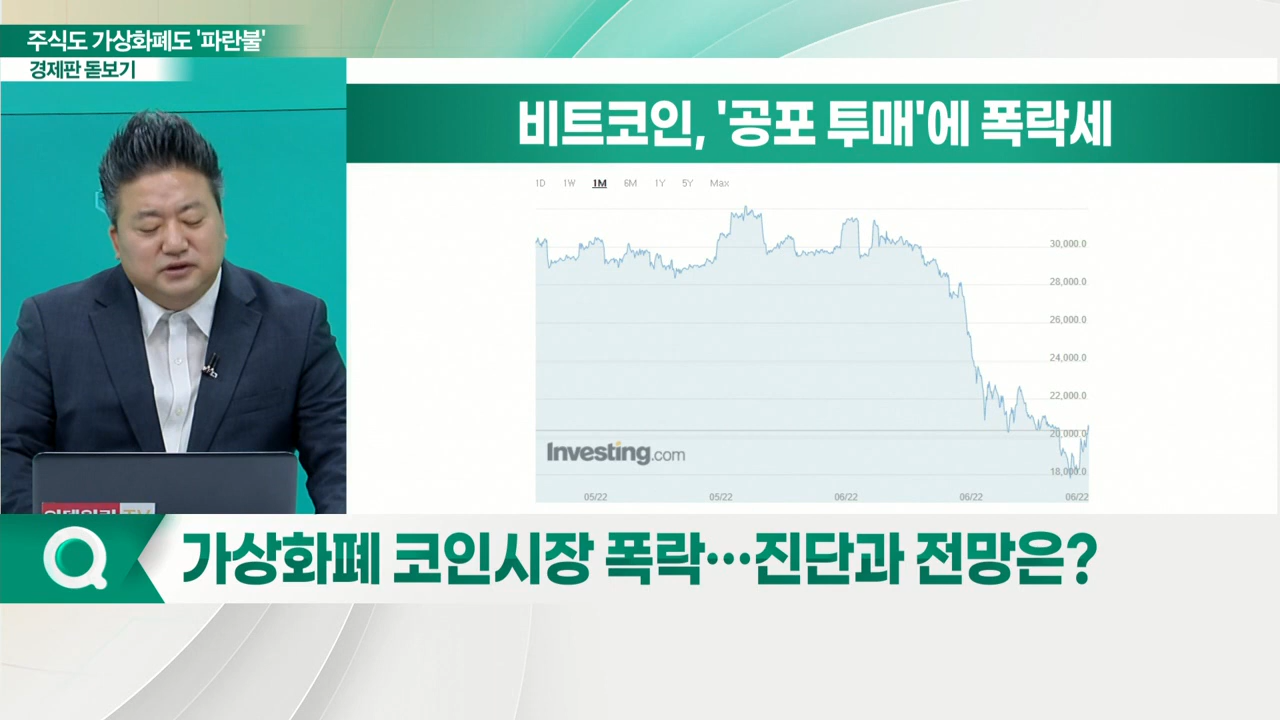 주식도 가상화폐도 '파란불'
경제판 돋보기
비트코인, '공포 투매'에 폭락세
1D 1W 1M 6M 1Y 5Y Max
30,000.0
28,000.0
26,000.0
24,000.0
22,000.0
20,000.0
18,000.0
Investing.com
05/22 05/22 06/22 06/22 06/22
가상화폐 코인시장 폭락…진단과 전망은?